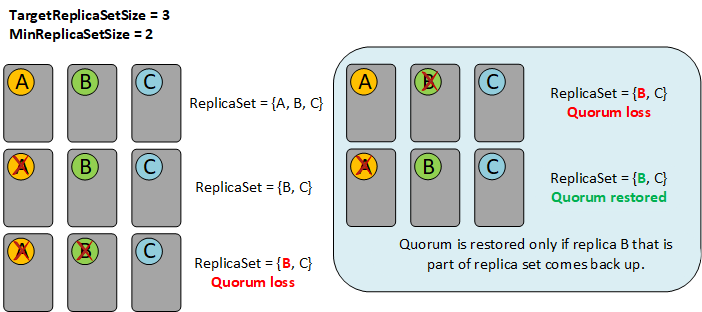 TargetReplicaSetSize = 3
MinReplicaSetSize = 2
A B C
ReplicaSet = {A, B, C}
A B C
ReplicaSet = {B, C}
A B C
ReplicaSet = {B, C}
Quorum loss
A B C
ReplicaSet = {B, C}
Quorum loss
A B C
ReplicaSet = {B, C}
Quorum restored
Quorum is restored only if replica B that is
part of replica set comes back up.